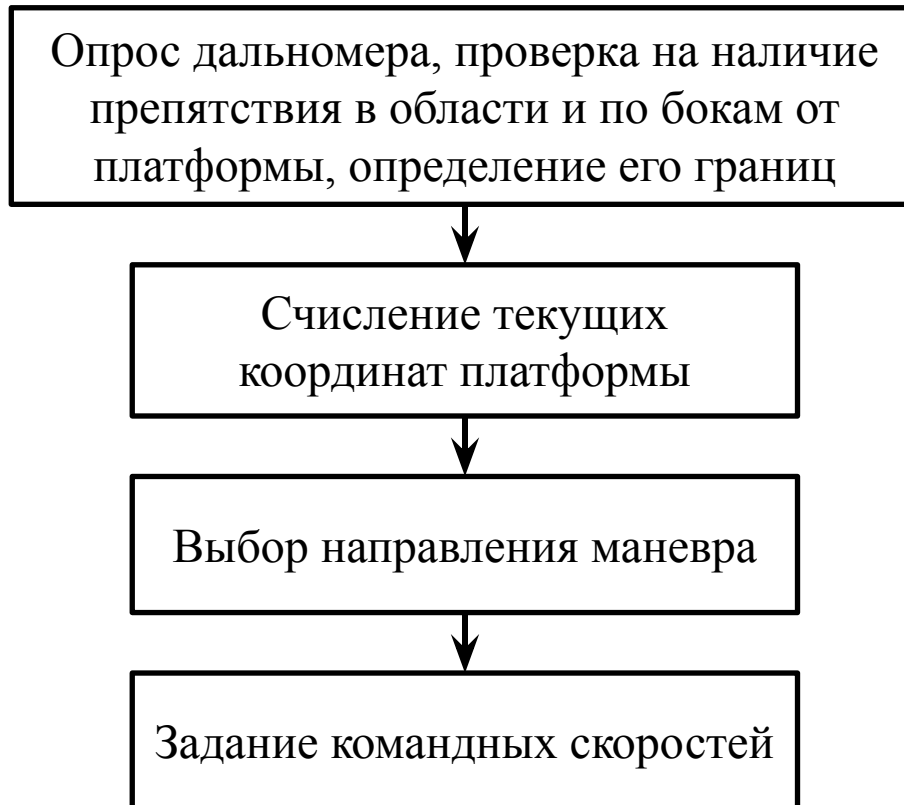 Опрос дальномера, проверка на наличие
препятствия в области и по бокам от
платформы, определение его границ
Счисление текущих
координат платформы
Выбор направления маневра
Задание командных скоростей